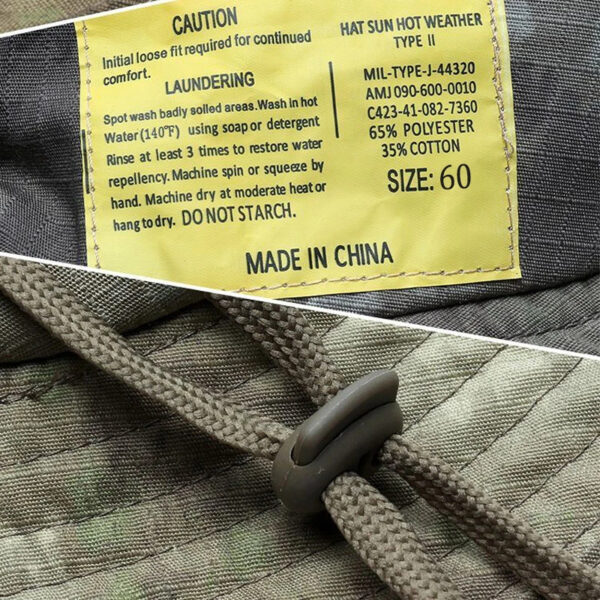 CAUTION
Initial loose fit required for continued
comfort.
LAUNDERING
Spot wash badly soiled areas.Wash in hot
Water (140℉) using soap or detergent
Rinse at least 3 times to restore water
repellency. Machine spin or squeeze by
hand. Machine dry at moderate heat or
hang to dry. DO NOT STARCH.
HAT SUN HOT WEATHER
TYPE II
MIL-TYPE-J-44320
AMJ 090-600-0010
C423-41-082-7360
65% POLYESTER
35% COTTON
SIZE: 60
MADE IN CHINA